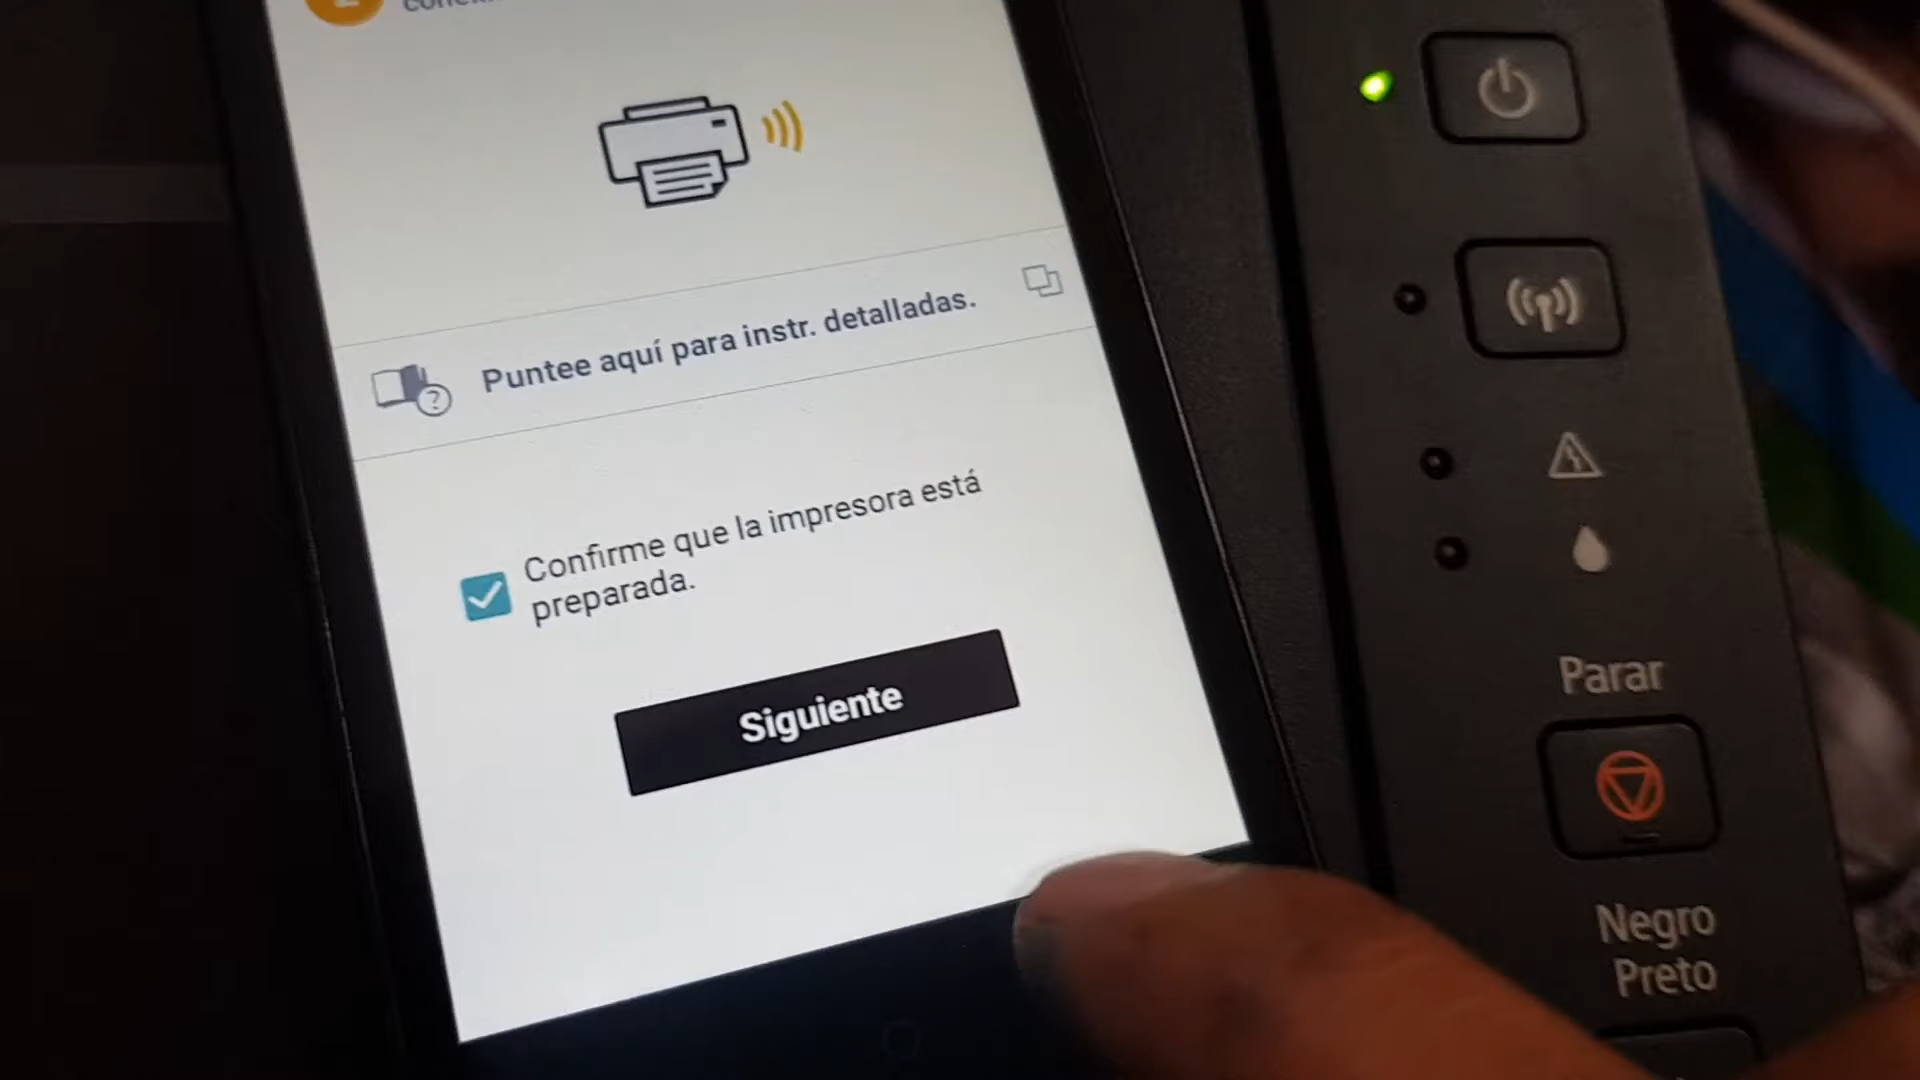 Puntee aquí para instr. detalladas.
Confirme que la impresora está
preparada.
Siguiente
Parar
Negro
Preto